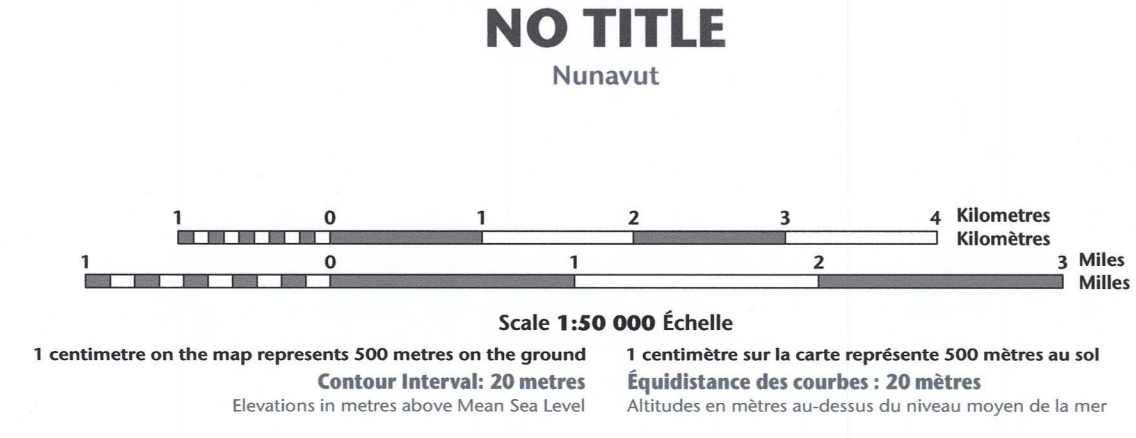 NO TITLE
Nunavut
1 0 1 2 3 4 Kilometres
Kilomètres
1 0 1 2 3 Miles
Milles
Scale 1:50 000 Échelle
1 centimetre on the map represents 500 metres on the ground
Contour Interval: 20 metres
Elevations in metres above Mean Sea Level
1 centimètre sur la carte représente 500 mètres au sol
Équidistance des courbes : 20 mètres
Altitudes en mètres au-dessus du niveau moyen de la mer